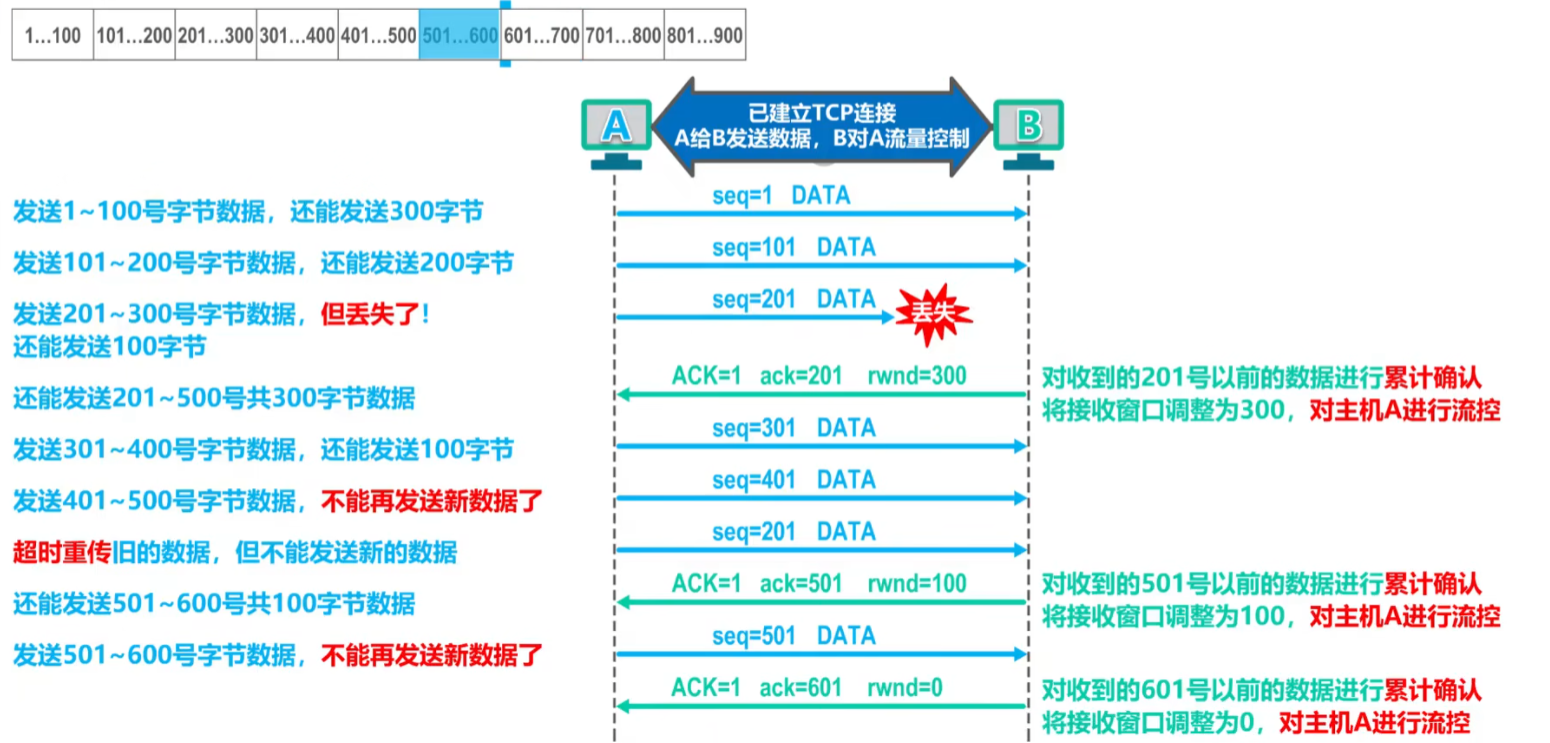 1…100 101…200 201…300 301…400 401…500 501…600 601…700 701…800 801…900
A
已建立TCP连接
A给B发送数据，B对A流量控制
B
seq=1 DATA
发送1~100号字节数据，还能发送300字节
seq=101 DATA
发送101~200号字节数据，还能发送200字节
seq=201 DATA
丢失
发送201~300号字节数据，但丢失了！
还能发送100字节
ACK=1 ack=201 rwnd=300
对收到的201号以前的数据进行累计确认
将接收窗口调整为300，对主机A进行流控
还能发送201~500号共300字节数据
seq=301 DATA
发送301~400号字节数据，还能发送100字节
seq=401 DATA
发送401~500号字节数据，不能再发送新数据了
seq=201 DATA
超时重传旧的数据，但不能发送新的数据
ACK=1 ack=501 rwnd=100
对收到的501号以前的数据进行累计确认
将接收窗口调整为100，对主机A进行流控
还能发送501~600号共100字节数据
seq=501 DATA
发送501~600号字节数据，不能再发送新数据了
ACK=1 ack=601 rwnd=0
对收到的601号以前的数据进行累计确认
将接收窗口调整为0，对主机A进行流控